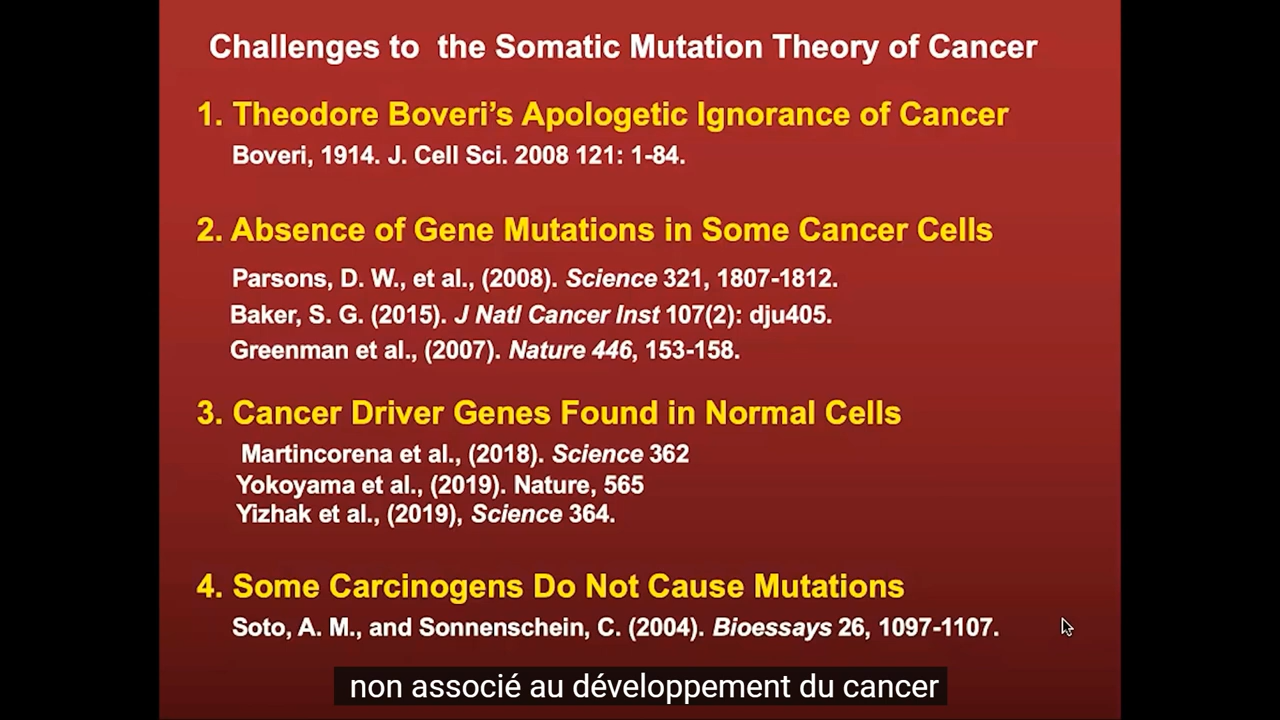 Challenges to the Somatic Mutation Theory of Cancer
1. Theodore Boveri's Apologetic Ignorance of Cancer
Boveri, 1914. J. Cell Sci. 2008 121: 1-84.
2. Absence of Gene Mutations in Some Cancer Cells
Parsons, D. W., et al., (2008). Science 321, 1807-1812.
Baker, S. G. (2015). J Natl Cancer Inst 107(2): dju405.
Greenman et al., (2007). Nature 446, 153-158.
3. Cancer Driver Genes Found in Normal Cells
Martincorena et al., (2018). Science 362
Yokoyama et al., (2019). Nature, 565
Yizhak et al., (2019), Science 364.
4. Some Carcinogens Do Not Cause Mutations
Soto, A. M., and Sonnenschein, C. (2004). Bioessays 26, 1097-1107.
non associé au développement du cancer